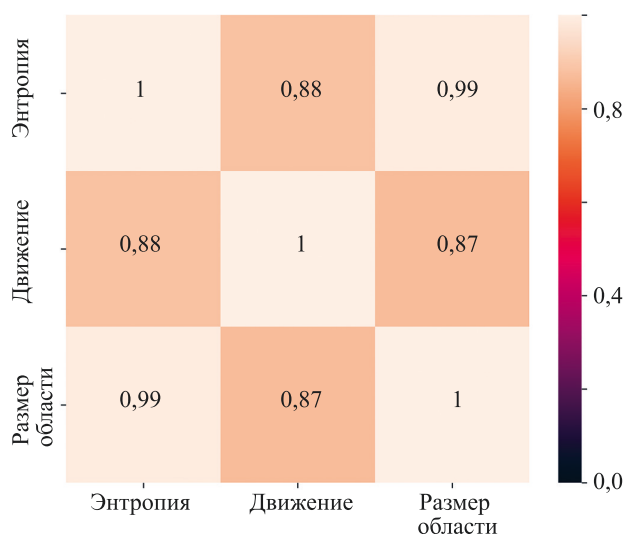 Энтропия
1
0,88
0,99
Движение
0,88
1
0,87
Размер
области
0,99
0,87
1
Энтропия
Движение
Размер
области
0,8
0,4
0,0